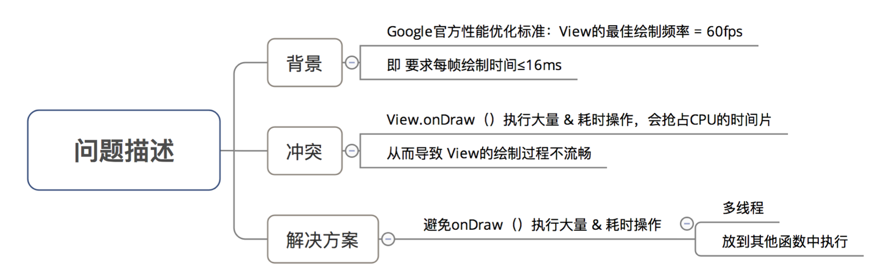 问题描述
背景
Google官方性能优化标准：View的最佳绘制频率 = 60fps
即 要求每帧绘制时间≤16ms
冲突
View.onDraw（）执行大量 & 耗时操作，会抢占CPU的时间片
从而导致 View的绘制过程不流畅
解决方案
避免onDraw（）执行大量 & 耗时操作
多线程
放到其他函数中执行